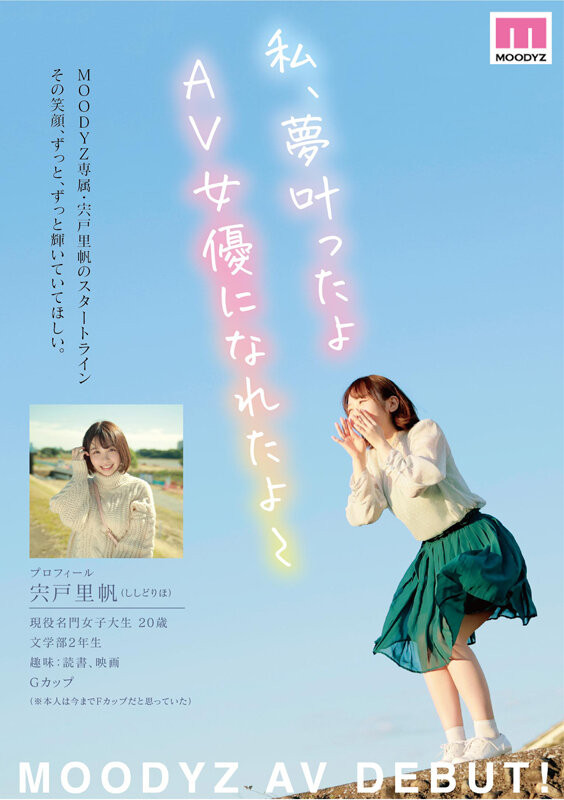 MOODYZ
私、夢叶ったよ
AV女優になれたよ〜
MOODYZ専属・宍戸里帆のスタートライン
その笑顔、ずっと、ずっと輝いていてほしい。
プロフィール
宍戸里帆(ししどりほ)
現役名門女子大生 20歳
文学部2年生
趣味：読書、映画
Gカップ
(※本人は今までFカップだと思っていた)
MOODYZ AV DEBUT!